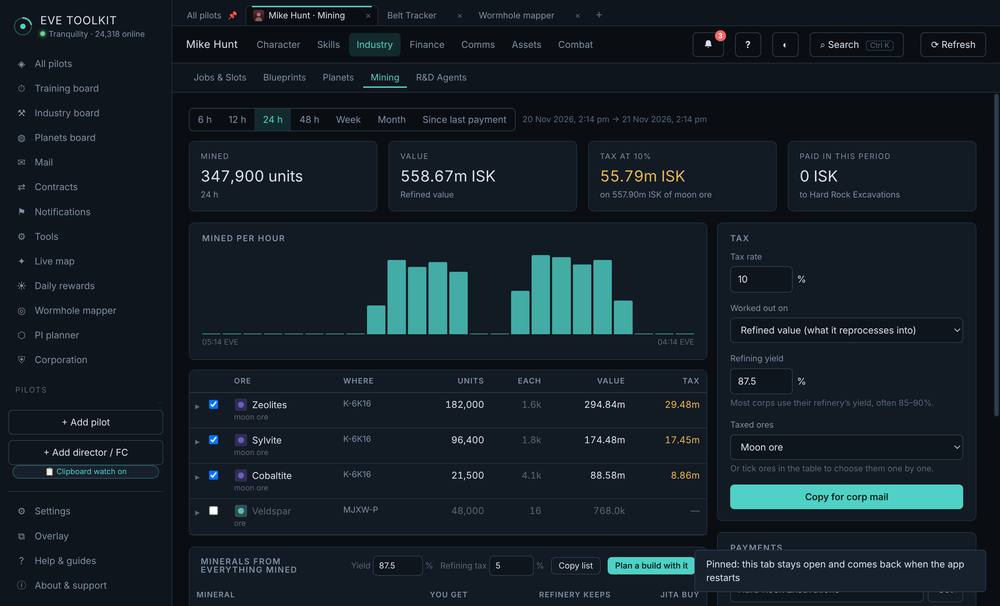 EVE TOOLKIT
Tranquility · 24,318 online
All pilots
Training board
Industry board
Planets board
Mail
Contracts
Notifications
Tools
Live map
Daily rewards
Wormhole mapper
PI planner
Corporation
PILOTS
+ Add pilot
+ Add director / FC
Clipboard watch on
Settings
Overlay
? Help & guides
About & support
All pilots
Mike Hunt · Mining ×
Belt Tracker ×
Wormhole mapper ×
+
Mike Hunt
Character Skills Industry Finance Comms Assets Combat
3
?
Search Ctrl K
Refresh
Jobs & Slots Blueprints Planets Mining R&D Agents
6 h 12 h 24 h 48 h Week Month Since last payment
20 Nov 2026, 2:14 pm → 21 Nov 2026, 2:14 pm
MINED
347,900 units
24 h
VALUE
558.67m ISK
Refined value
TAX AT 10%
55.79m ISK
on 557.90m ISK of moon ore
PAID IN THIS PERIOD
0 ISK
to Hard Rock Excavations
MINED PER HOUR
05:14 EVE 04:14 EVE
ORE WHERE UNITS EACH VALUE TAX
Zeolites K-6K16 182,000 1.6k 294.84m 29.48m
moon ore
Sylvite K-6K16 96,400 1.8k 174.48m 17.45m
moon ore
Cobaltite K-6K16 21,500 4.1k 88.58m 8.86m
moon ore
Veldspar MJXW-P 48,000 16 768.0k —
ore
MINERALS FROM
EVERYTHING MINED
Yield 87.5 % Refining tax 5 % Copy list Plan a build with it
MINERAL YOU GET REFINERY KEEPS JITA BUY
TAX
Tax rate
10 %
Worked out on
Refined value (what it reprocesses into)
Refining yield
87.5 %
Most corps use their refinery's yield, often 85–90%.
Taxed ores
Moon ore
Or tick ores in the table to choose them one by one.
Copy for corp mail
PAYMENTS
Pinned: this tab stays open and comes back when the app
restarts